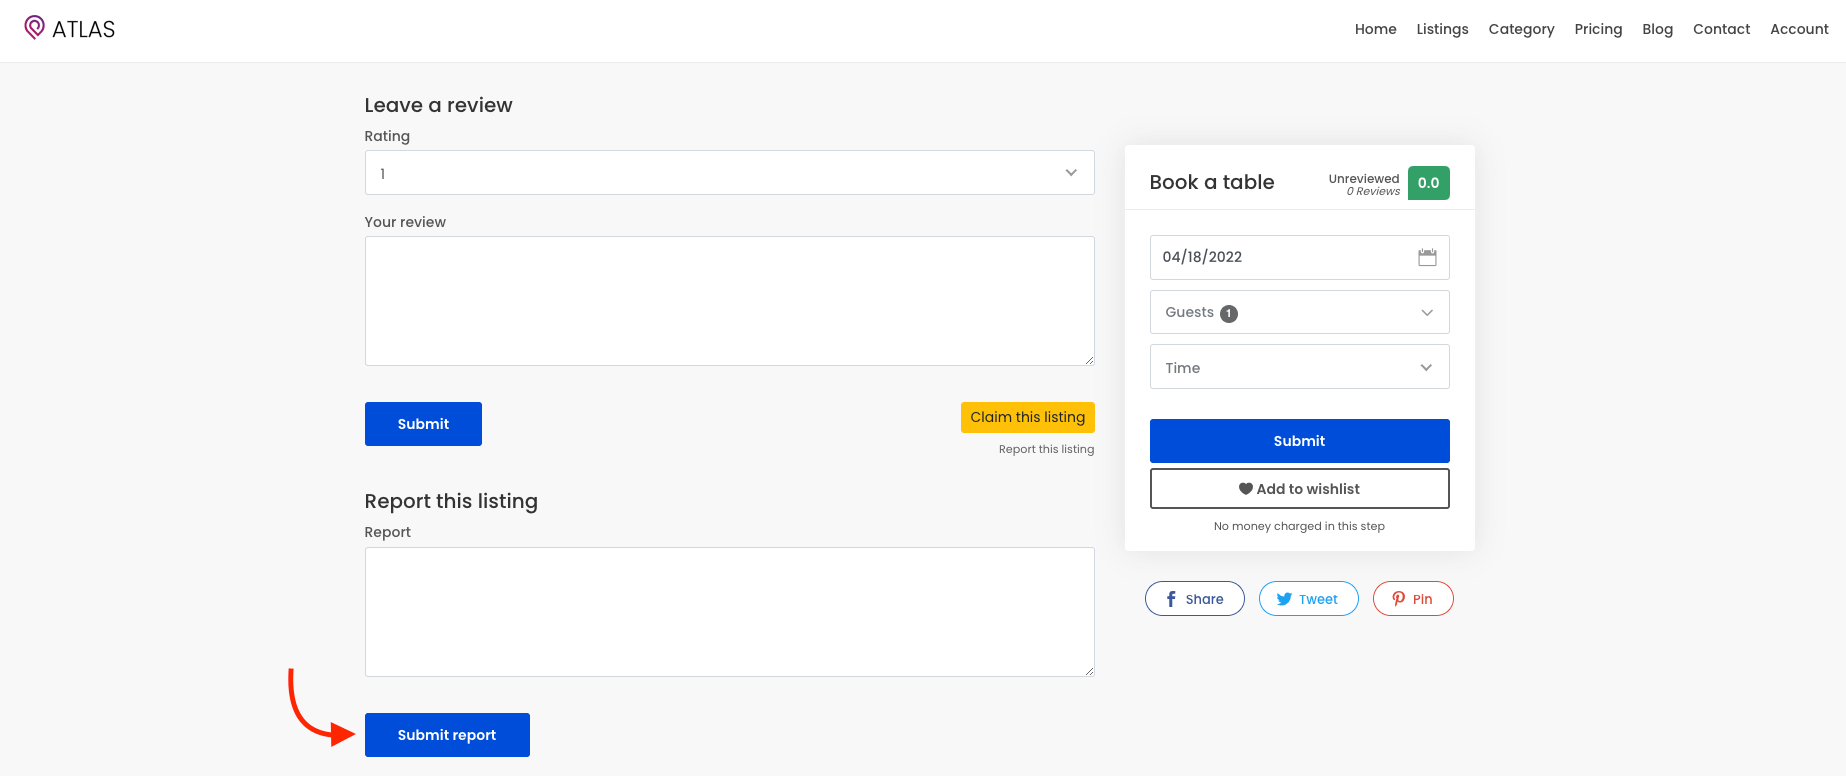 ATLAS
Home Listings Category Pricing Blog Contact Account
Leave a review
Rating
1
Your review
Submit
Claim this listing
Report this listing
Report this listing
Report
Submit report
Book a table
Unreviewed
0 Reviews
0.0
04/18/2022
Guests 1
Time
Submit
Add to wishlist
No money charged in this step
Share Tweet Pin